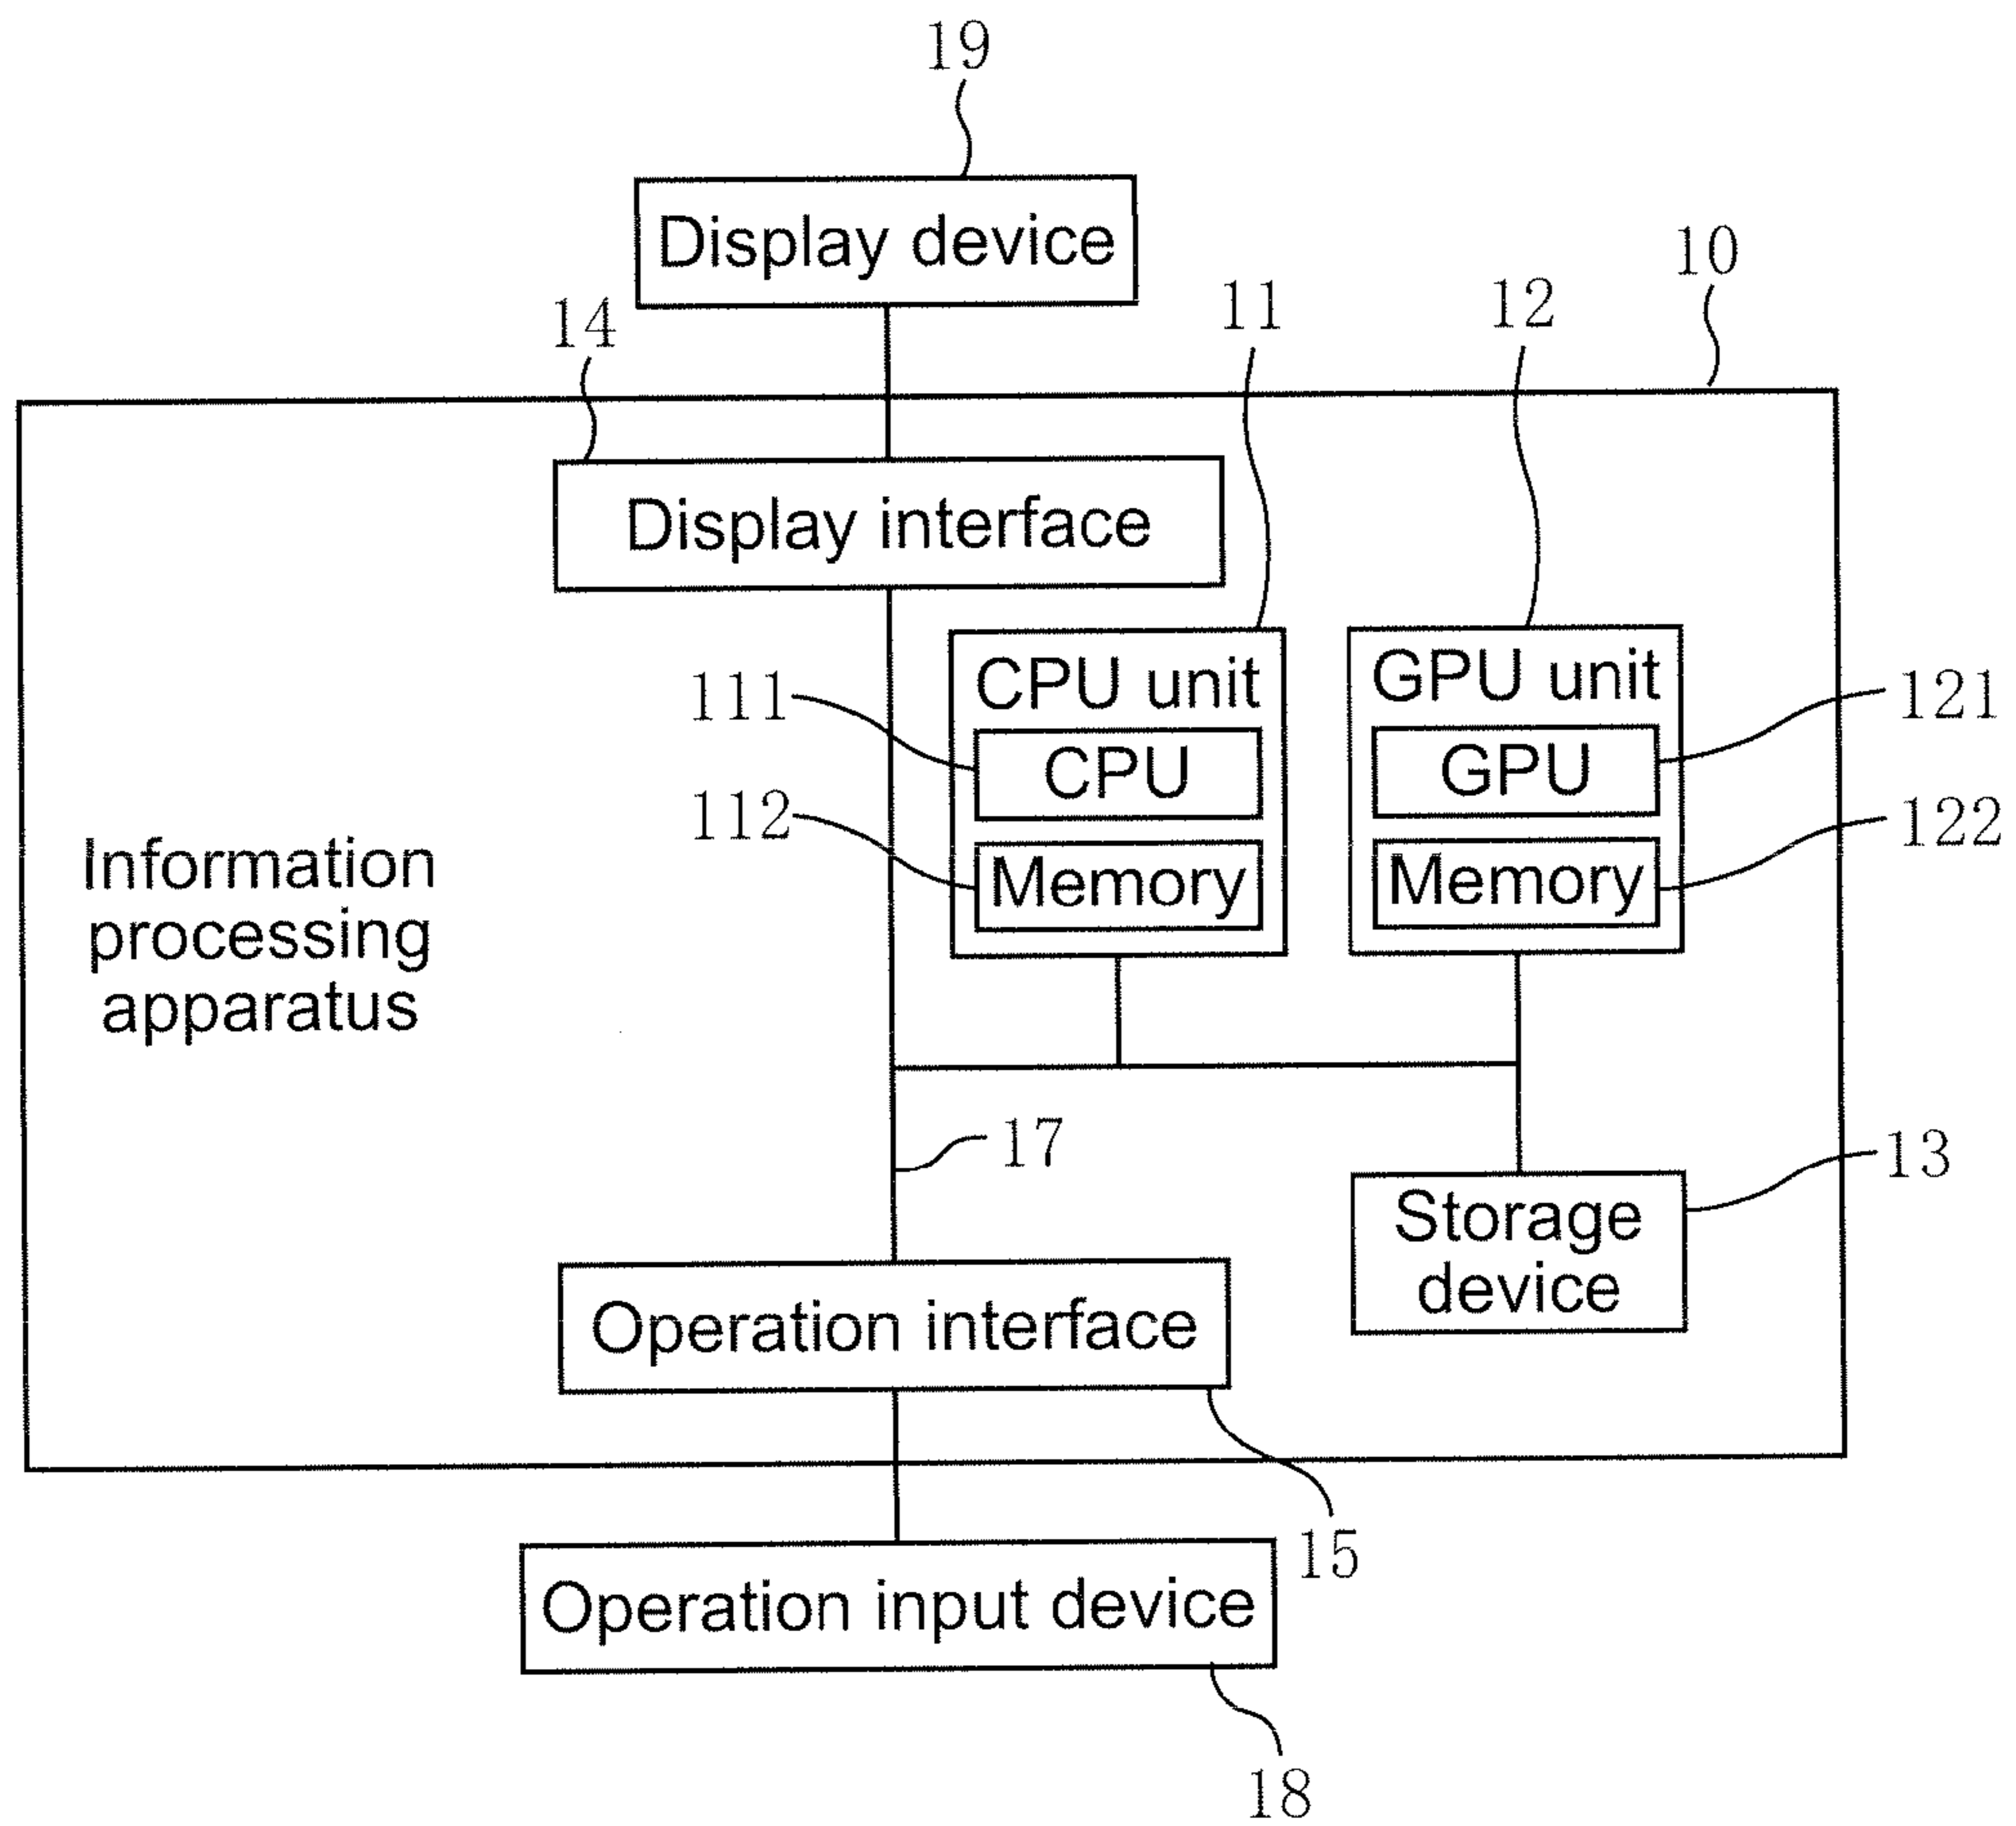 19
Display device
10
14
11
12
Display interface
CPU unit
GPU unit
111
CPU
GPU
121
112
Memory
Memory
122
Information
processing
apparatus
17
13
Storage
device
Operation interface
15
Operation input device
18